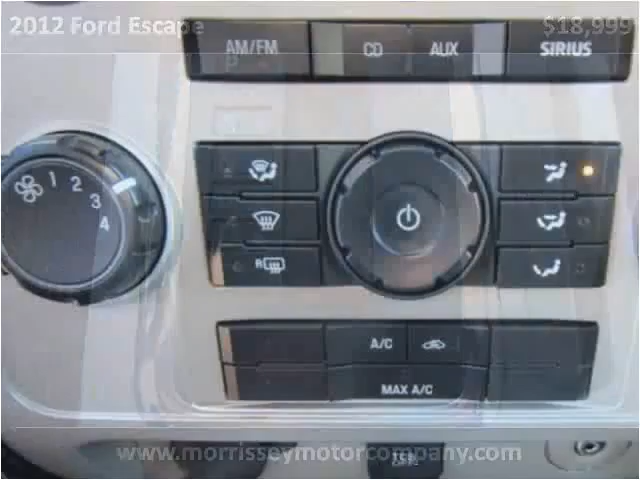 2012 Ford Escape $18,999
AM/FM CD AUX SIRIUS
1 2 3 4
R
A/C
MAX A/C
www.morrisseymotorcompany.com